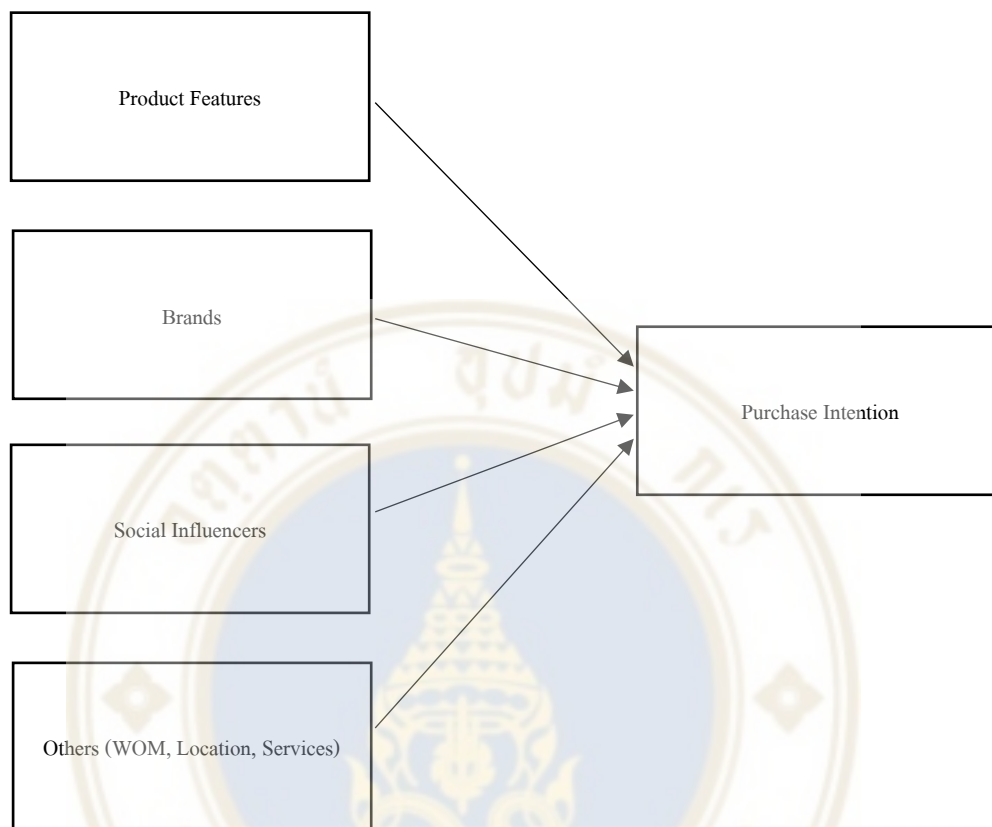 Product Features
Brands
Purchase Intention
Social Influencers
Others (WOM, Location, Services)